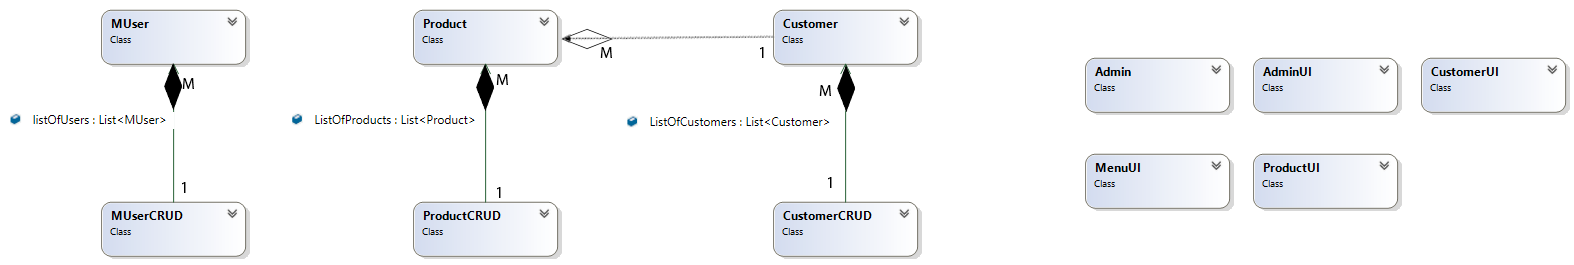 MUser
Class
Product
Class
Customer
Class
M
1
Admin
Class
AdminUI
Class
CustomerUI
Class
M
M
M
listOfUsers : List<MUser>
ListOfProducts : List<Product>
ListOfCustomers : List<Customer>
MenuUI
Class
ProductUI
Class
1
1
1
MUserCRUD
Class
ProductCRUD
Class
CustomerCRUD
Class